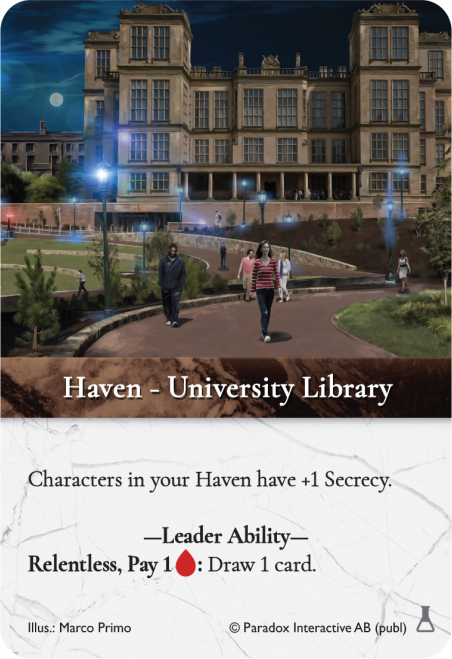 Haven - University Library
Characters in your Haven have +1 Secrecy.
—Leader Ability—
Relentless, Pay 1 : Draw 1 card.
Illus.: Marco Primo © Paradox Interactive AB (publ)